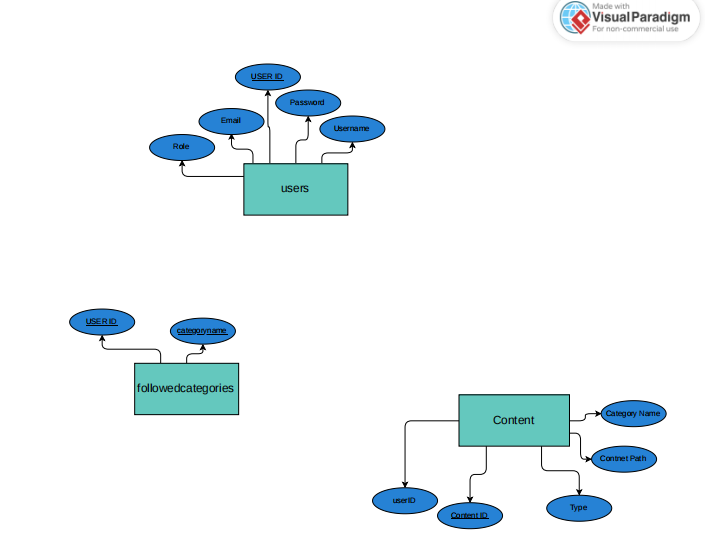 Made with
Visual Paradigm
For non-commercial use
USER ID
Password
Email
Username
Role
users
USER ID
categoryname
followedcategories
Category Name
Content
Contnet Path
userID
Content ID
Type